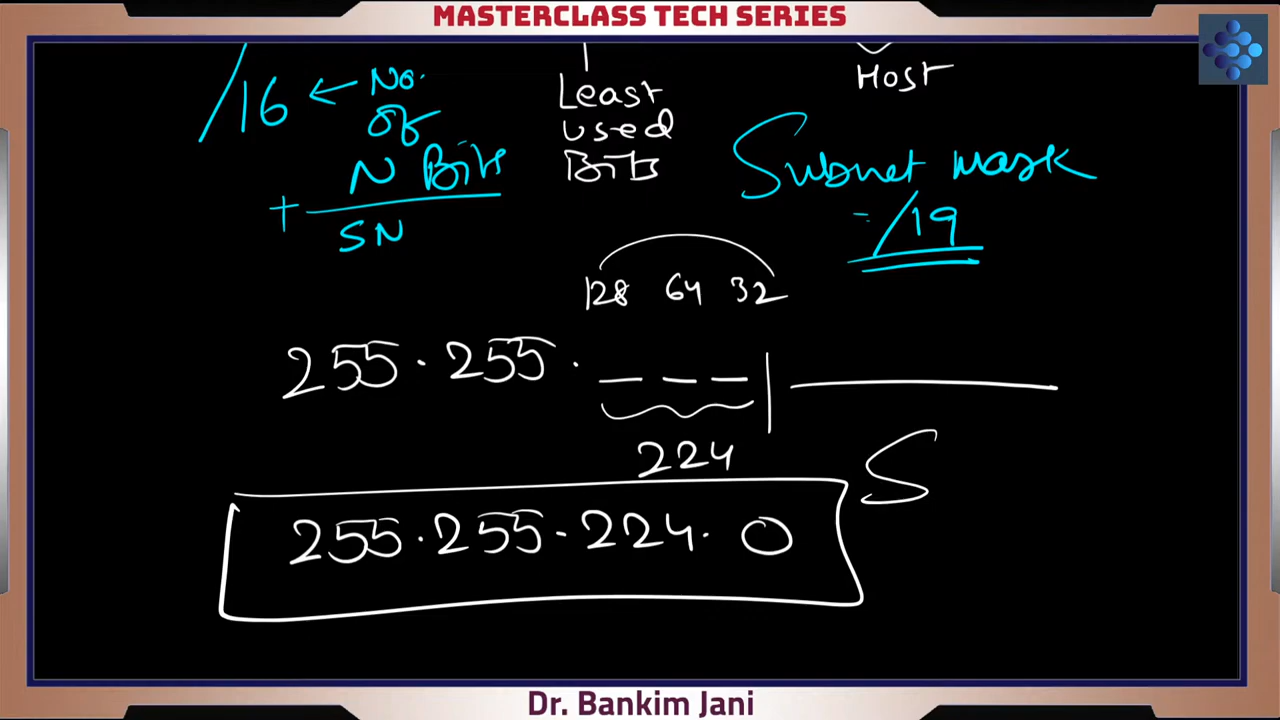 MASTERCLASS TECH SERIES
/16 ← No.
of
N Bits
+ SN
Least
used
Bits
Host
Subnet mask
= /19
128 64 32
255.255. _ _ _ |
224
S
255.255.224.0
Dr. Bankim Jani